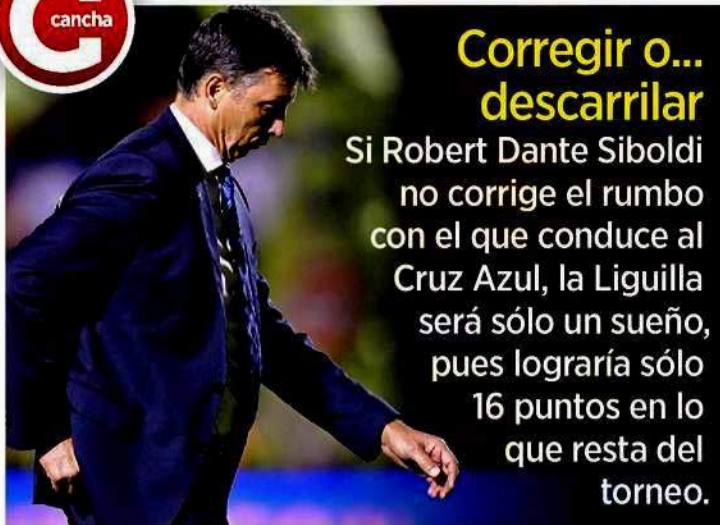 cancha
Corregir o...
descarrilar
Si Robert Dante Siboldi
no corrige el rumbo
con el que conduce al
Cruz Azul, la Liguilla
será sólo un sueño,
pues lograría sólo
16 puntos en lo
que resta del
torneo.